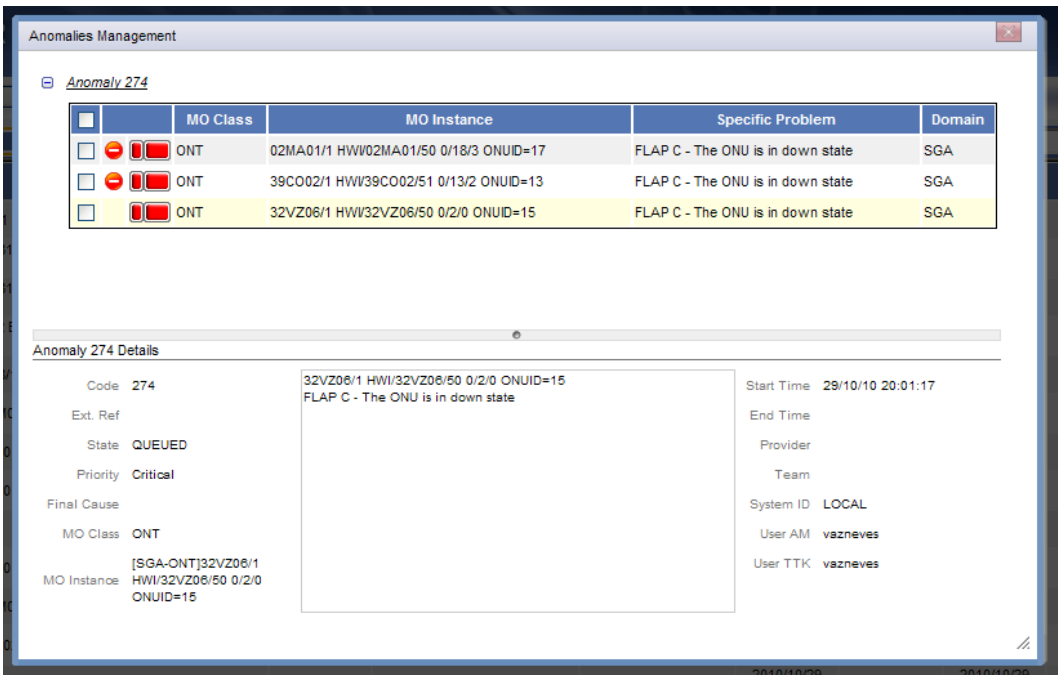 Anomalies Management
Anomaly 274
MO Class MO Instance Specific Problem Domain
ONT 02MA01/1 HWI/02MA01/50 0/18/3 ONUID=17 FLAP C - The ONU is in down state SGA
ONT 39CO02/1 HWI/39CO02/51 0/13/2 ONUID=13 FLAP C - The ONU is in down state SGA
ONT 32VZ06/1 HWI/32VZ06/50 0/2/0 ONUID=15 FLAP C - The ONU is in down state SGA
Anomaly 274 Details
Code 274
Ext. Ref
State QUEUED
Priority Critical
Final Cause
MO Class ONT
MO Instance [SGA-ONT]32VZ06/1
HWI/32VZ06/50 0/2/0
ONUID=15
32VZ06/1 HWI/32VZ06/50 0/2/0 ONUID=15
FLAP C - The ONU is in down state
Start Time 29/10/10 20:01:17
End Time
Provider
Team
System ID LOCAL
User AM vazneves
User TTK vazneves
2010/10/29 2010/10/29